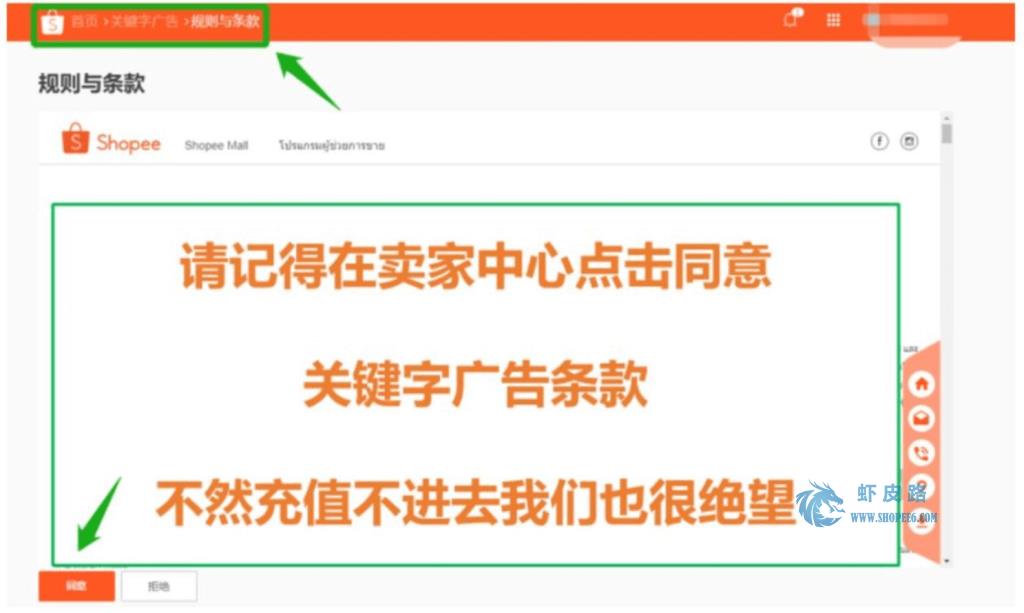 首页 › 关键字广告 › 规则与条款
规则与条款
Shopee
Shopee Mall
โปรแกรมผู้ช่วยการขาย
请记得在卖家中心点击同意
关键字广告条款
不然充值不进去我们也很绝望
虾皮路
WWW.SHOPEE6.COM
同意
拒绝